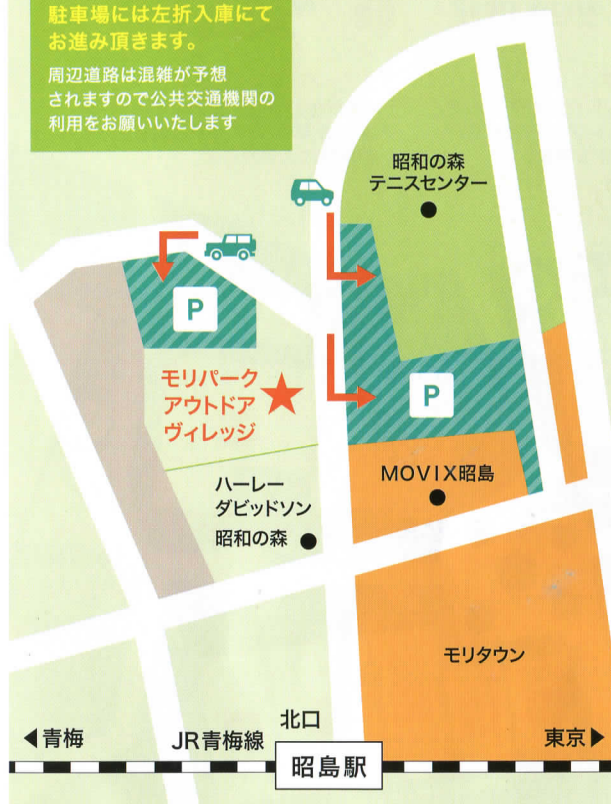 駐車場には左折入庫にて
お進み頂きます。
周辺道路は混雑が予想
されますので公共交通機関の
利用をお願いいたします
昭和の森
テニスセンター
P
モリパーク
アウトドア
ヴィレッジ
P
MOVIX昭島
ハーレー
ダビッドソン
昭和の森
モリタウン
北口
青梅
JR青梅線
東京
昭島駅